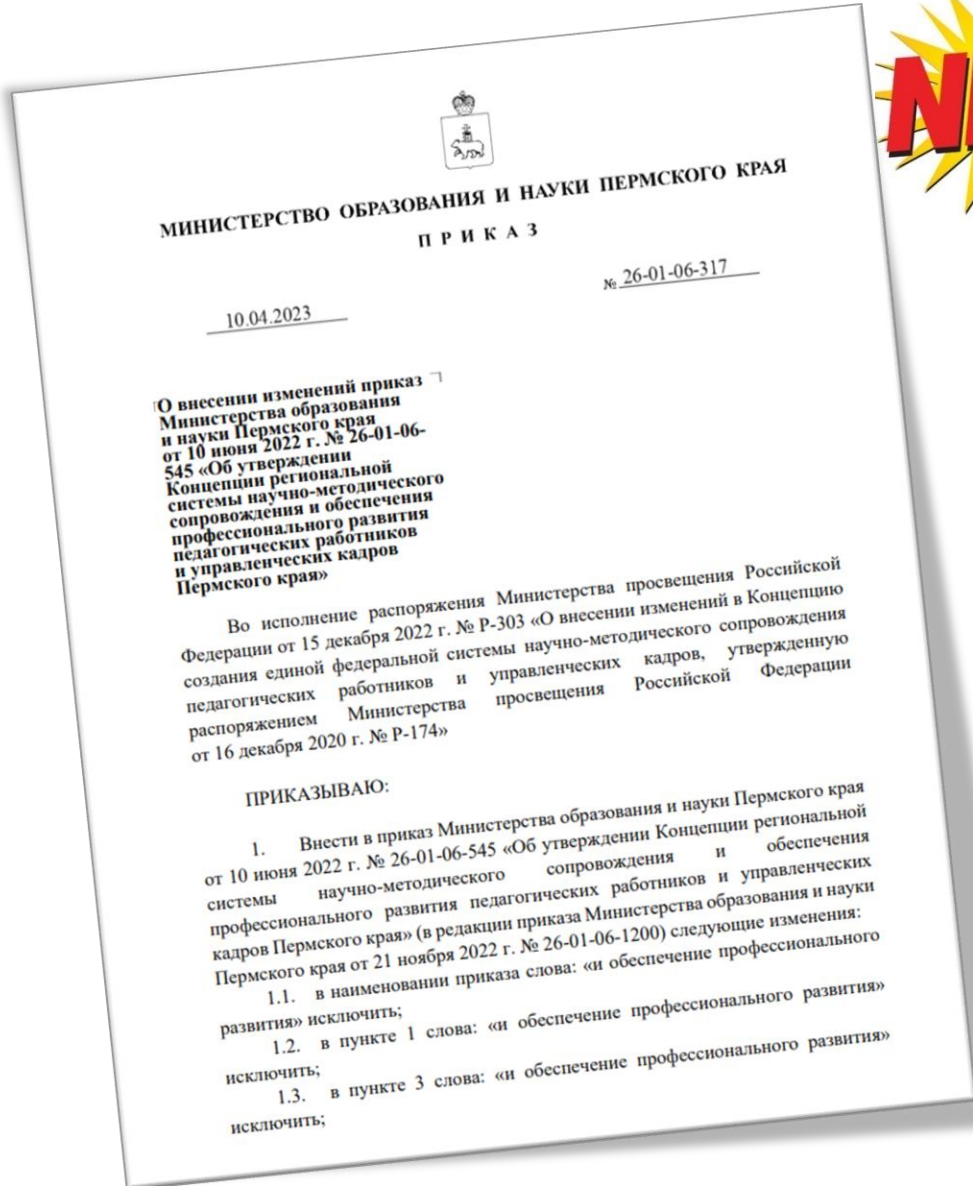 МИНИСТЕРСТВО ОБРАЗОВАНИЯ И НАУКИ ПЕРМСКОГО КРАЯ
П Р И К А З
10.04.2023
№ 26-01-06-317
О внесении изменений приказ
Министерства образования
и науки Пермского края
от 10 июня 2022 г. № 26-01-06-
545 «Об утверждении
Концепции региональной
системы научно-методического
сопровождения и обеспечения
профессионального развития
педагогических работников
и управленческих кадров
Пермского края»
Во исполнение распоряжения Министерства просвещения Российской
Федерации от 15 декабря 2022 г. № Р-303 «О внесении изменений в Концепцию
создания единой федеральной системы научно-методического сопровождения
педагогических работников и управленческих кадров, утвержденную
распоряжением Министерства просвещения Российской Федерации
от 16 декабря 2020 г. № Р-174»
ПРИКАЗЫВАЮ:
1. Внести в приказ Министерства образования и науки Пермского края
от 10 июня 2022 г. № 26-01-06-545 «Об утверждении Концепции региональной
системы научно-методического сопровождения и обеспечения
профессионального развития педагогических работников и управленческих
кадров Пермского края» (в редакции приказа Министерства образования и науки
Пермского края от 21 ноября 2022 г. № 26-01-06-1200) следующие изменения:
1.1. в наименовании приказа слова: «и обеспечение профессионального
развития» исключить;
1.2. в пункте 1 слова: «и обеспечение профессионального развития»
исключить;
1.3. в пункте 3 слова: «и обеспечение профессионального развития»
исключить;